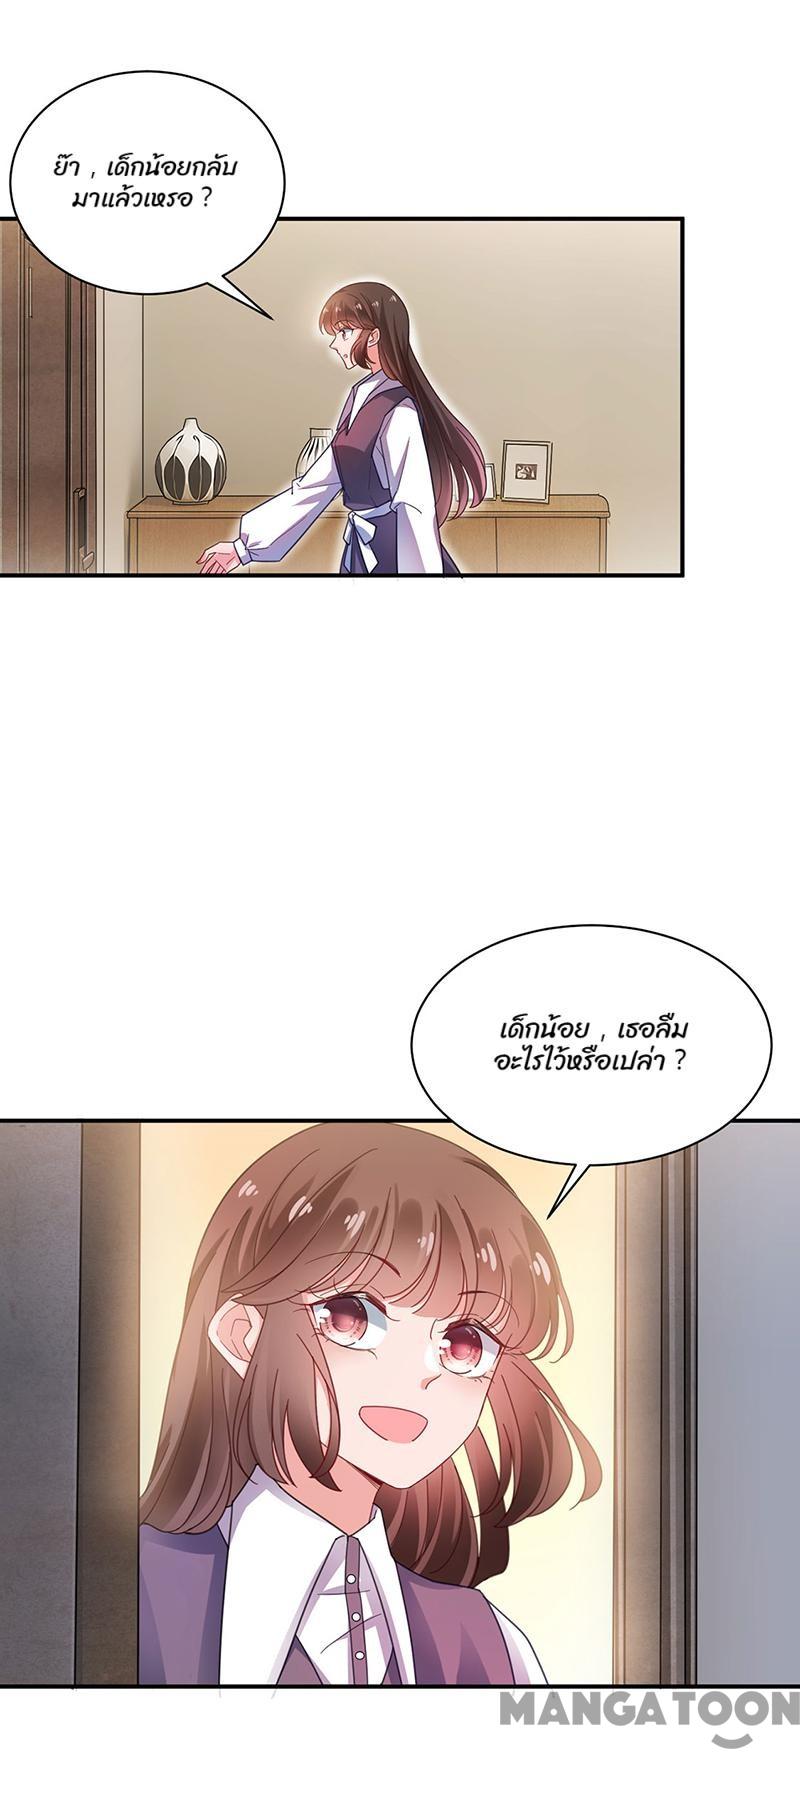 ย๊า , เด็กน้อยกลับ
มาแล้วเหรอ ?
เด็กน้อย , เธอลืม
อะไรไว้หรือเปล่า ?
MANGATOON